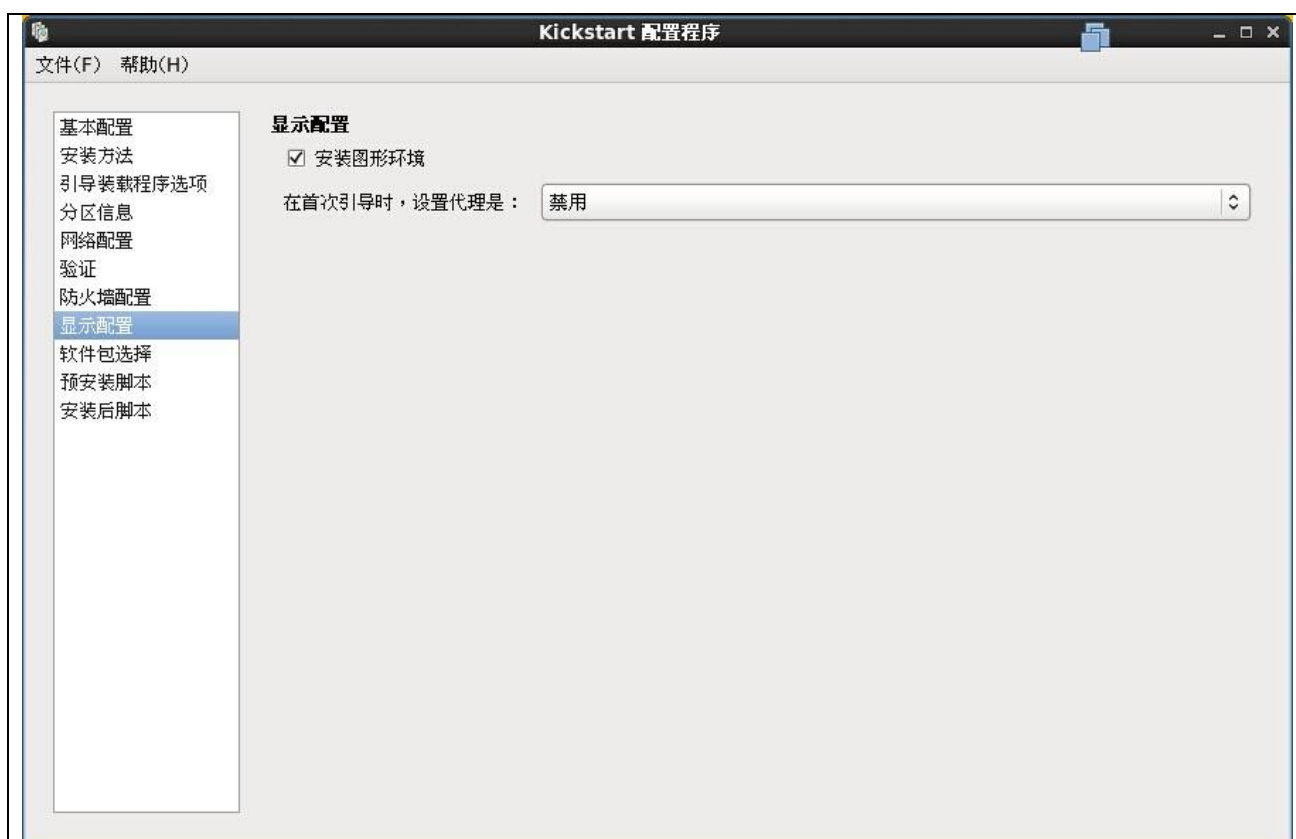 Kickstart 配置程序
文件(F) 帮助(H)
基本配置
安装方法
引导装载程序选项
分区信息
网络配置
验证
防火墙配置
显示配置
软件包选择
预安装脚本
安装后脚本
显示配置
安装图形环境
在首次引导时，设置代理是： 禁用